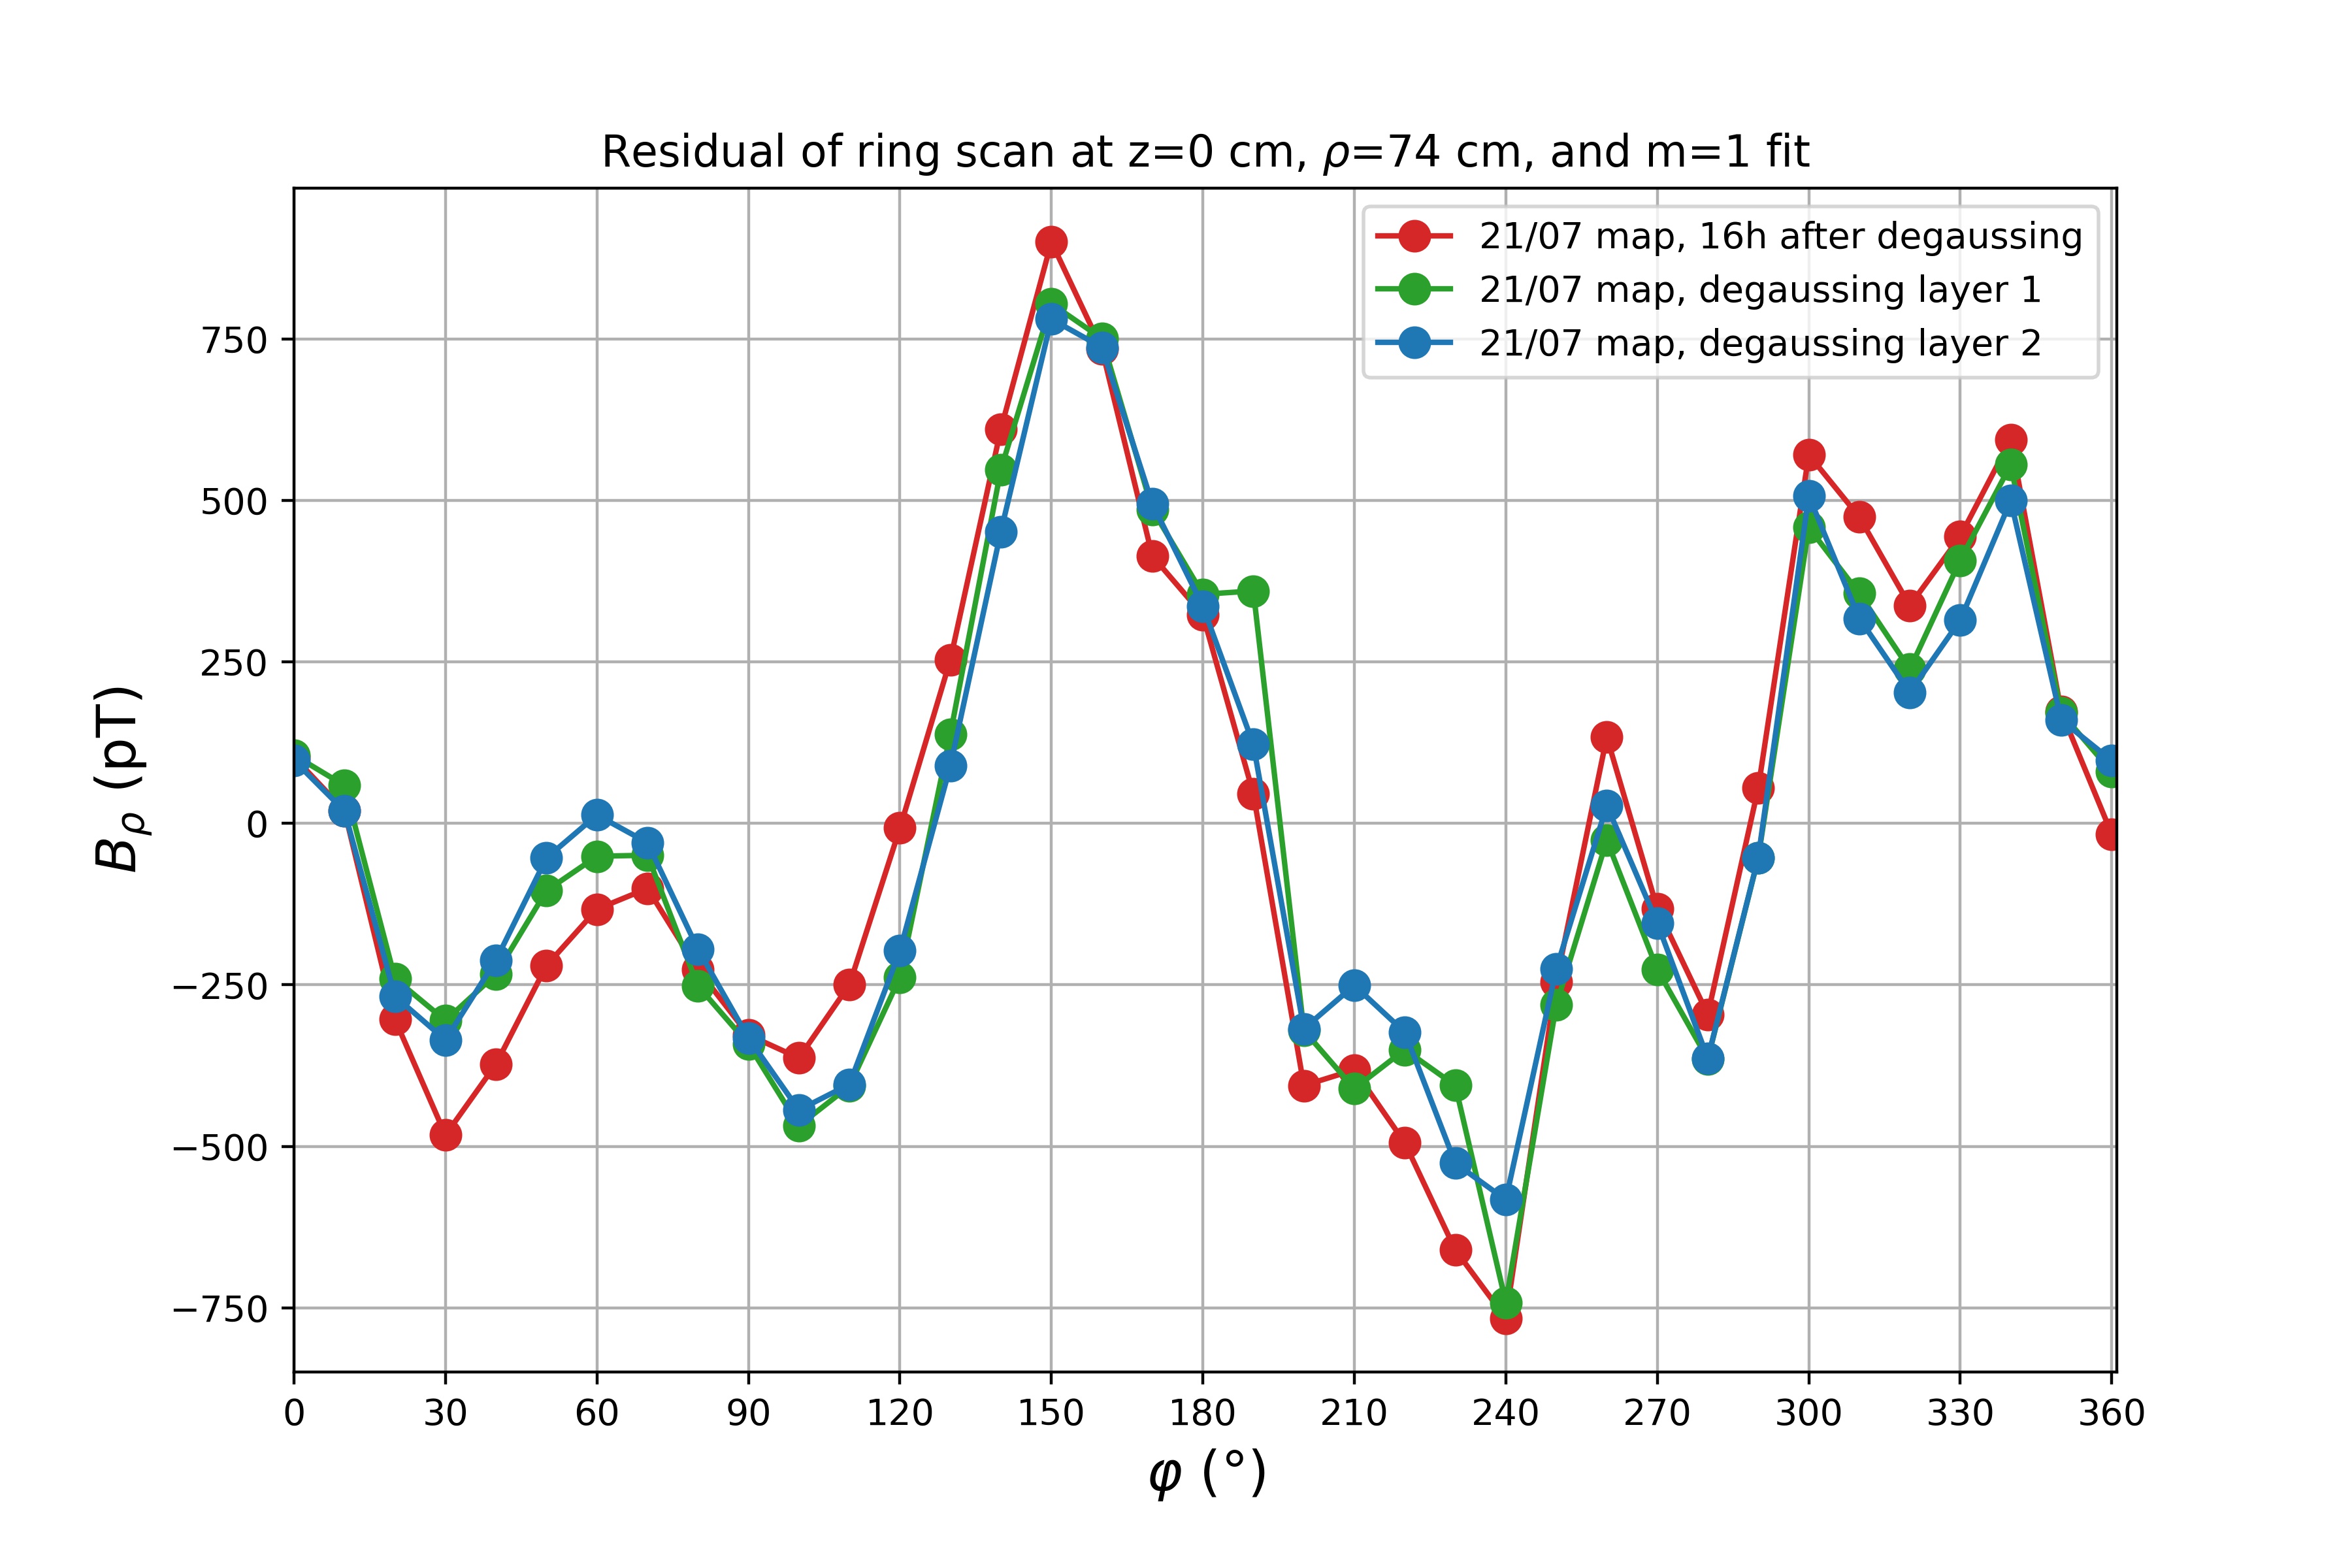 Residual of ring scan at z=0 cm, ρ=74 cm, and m=1 fit
21/07 map, 16h after degaussing
21/07 map, degaussing layer 1
21/07 map, degaussing layer 2
750
500
250
0
−250
−500
−750
Bρ (pT)
0 30 60 90 120 150 180 210 240 270 300 330 360
φ (°)